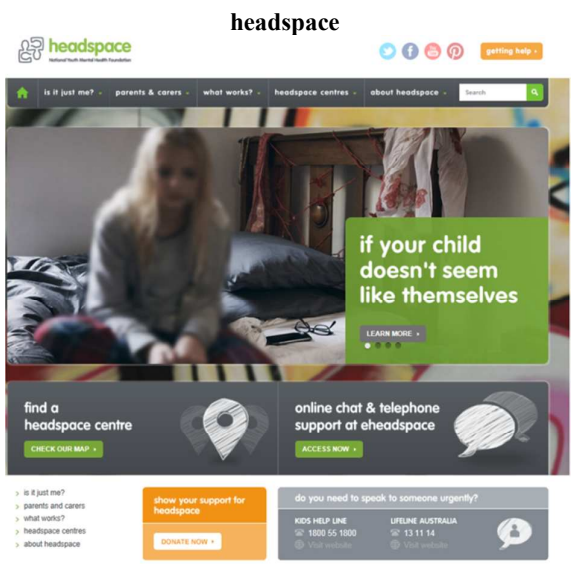 headspace
headspace
National Youth Mental Health Foundation
getting help
is it just me? parents & carers what works? headspace centres about headspace Search
if your child
doesn't seem
like themselves
LEARN MORE
find a
headspace centre
CHECK OUR MAP
online chat & telephone
support at eheadspace
ACCESS NOW
is it just me?
parents and carers
what works?
headspace centres
about headspace
show your support for
headspace
DONATE NOW
do you need to speak to someone urgently?
KIDS HELP LINE
1800 55 1800
Visit website
LIFELINE AUSTRALIA
13 11 14
Visit website